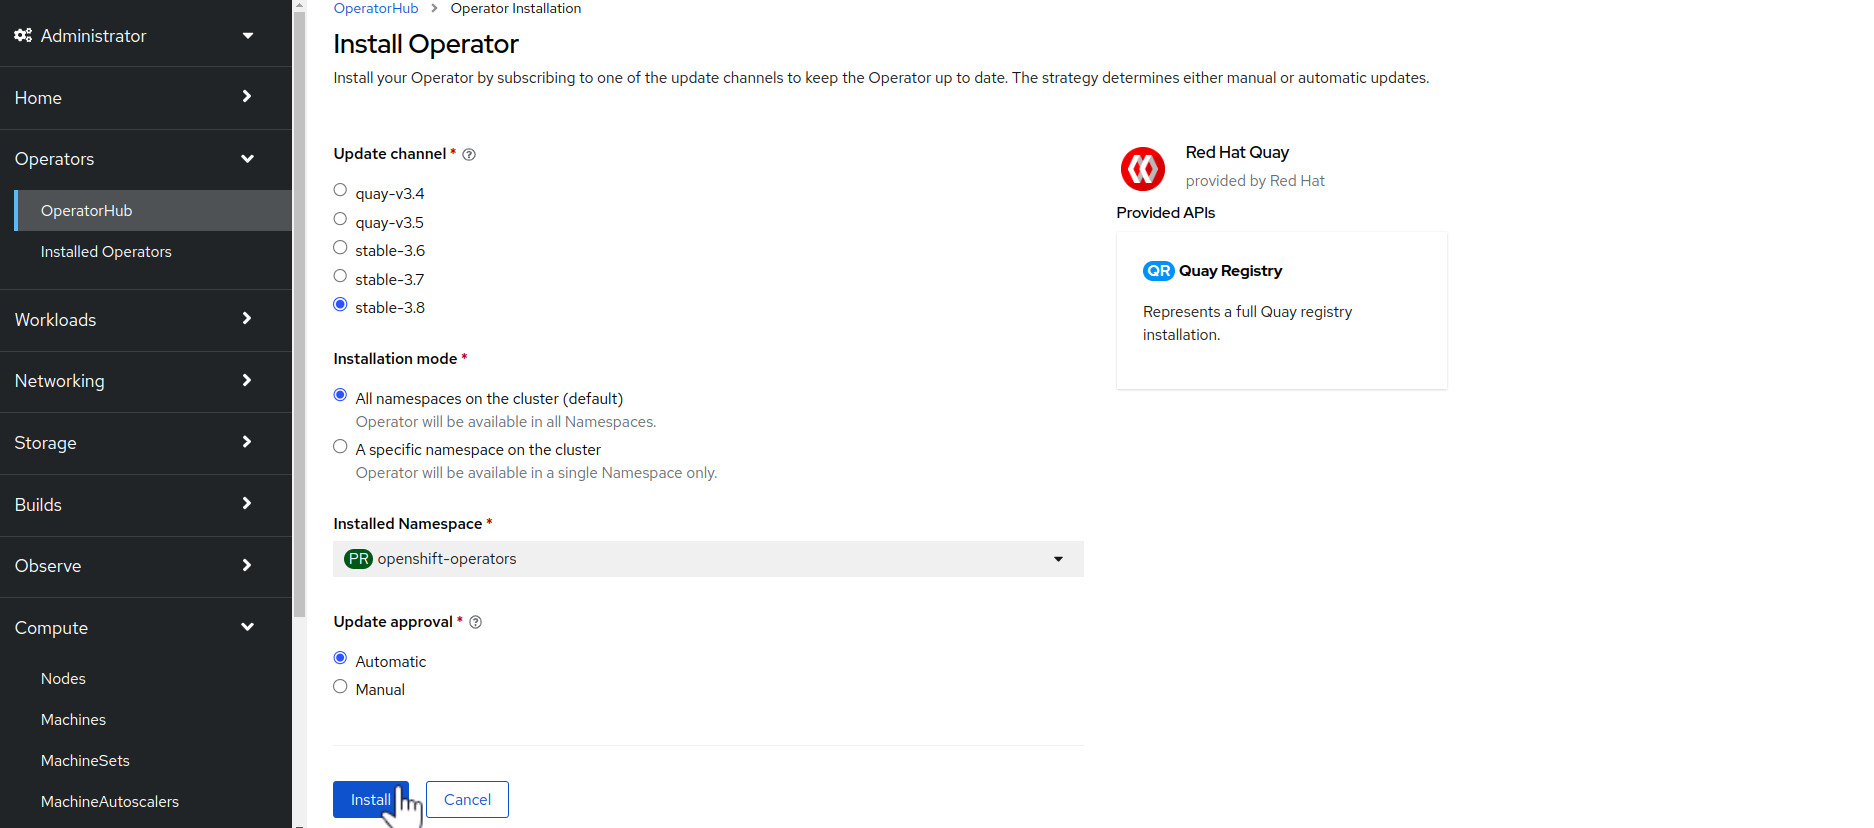 Administrator
Home
Operators
OperatorHub
Installed Operators
Workloads
Networking
Storage
Builds
Observe
Compute
Nodes
Machines
MachineSets
MachineAutoscalers
OperatorHub > Operator Installation
Install Operator
Install your Operator by subscribing to one of the update channels to keep the Operator up to date. The strategy determines either manual or automatic updates.
Update channel *
quay-v3.4
quay-v3.5
stable-3.6
stable-3.7
stable-3.8
Installation mode *
All namespaces on the cluster (default)
Operator will be available in all Namespaces.
A specific namespace on the cluster
Operator will be available in a single Namespace only.
Installed Namespace *
PR openshift-operators
Update approval *
Automatic
Manual
Install Cancel
Red Hat Quay
provided by Red Hat
Provided APIs
QR Quay Registry
Represents a full Quay registry
installation.